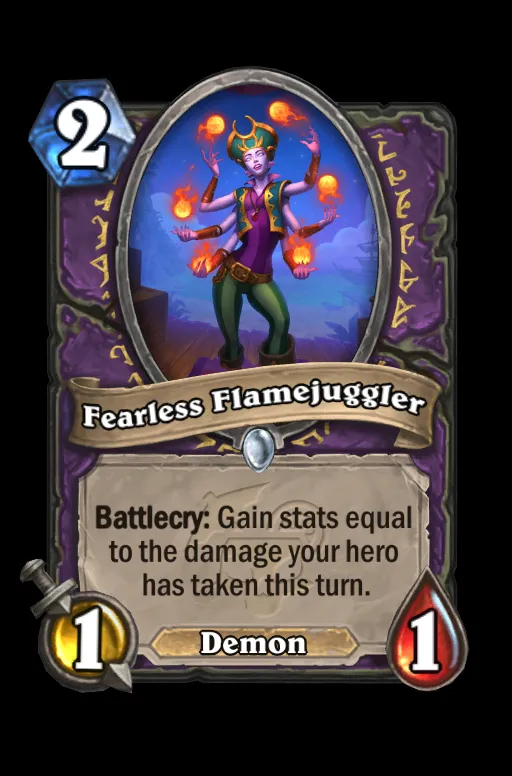 2
Fearless Flamejuggler
Battlecry: Gain stats equal
to the damage your hero
has taken this turn.
1
Demon
1